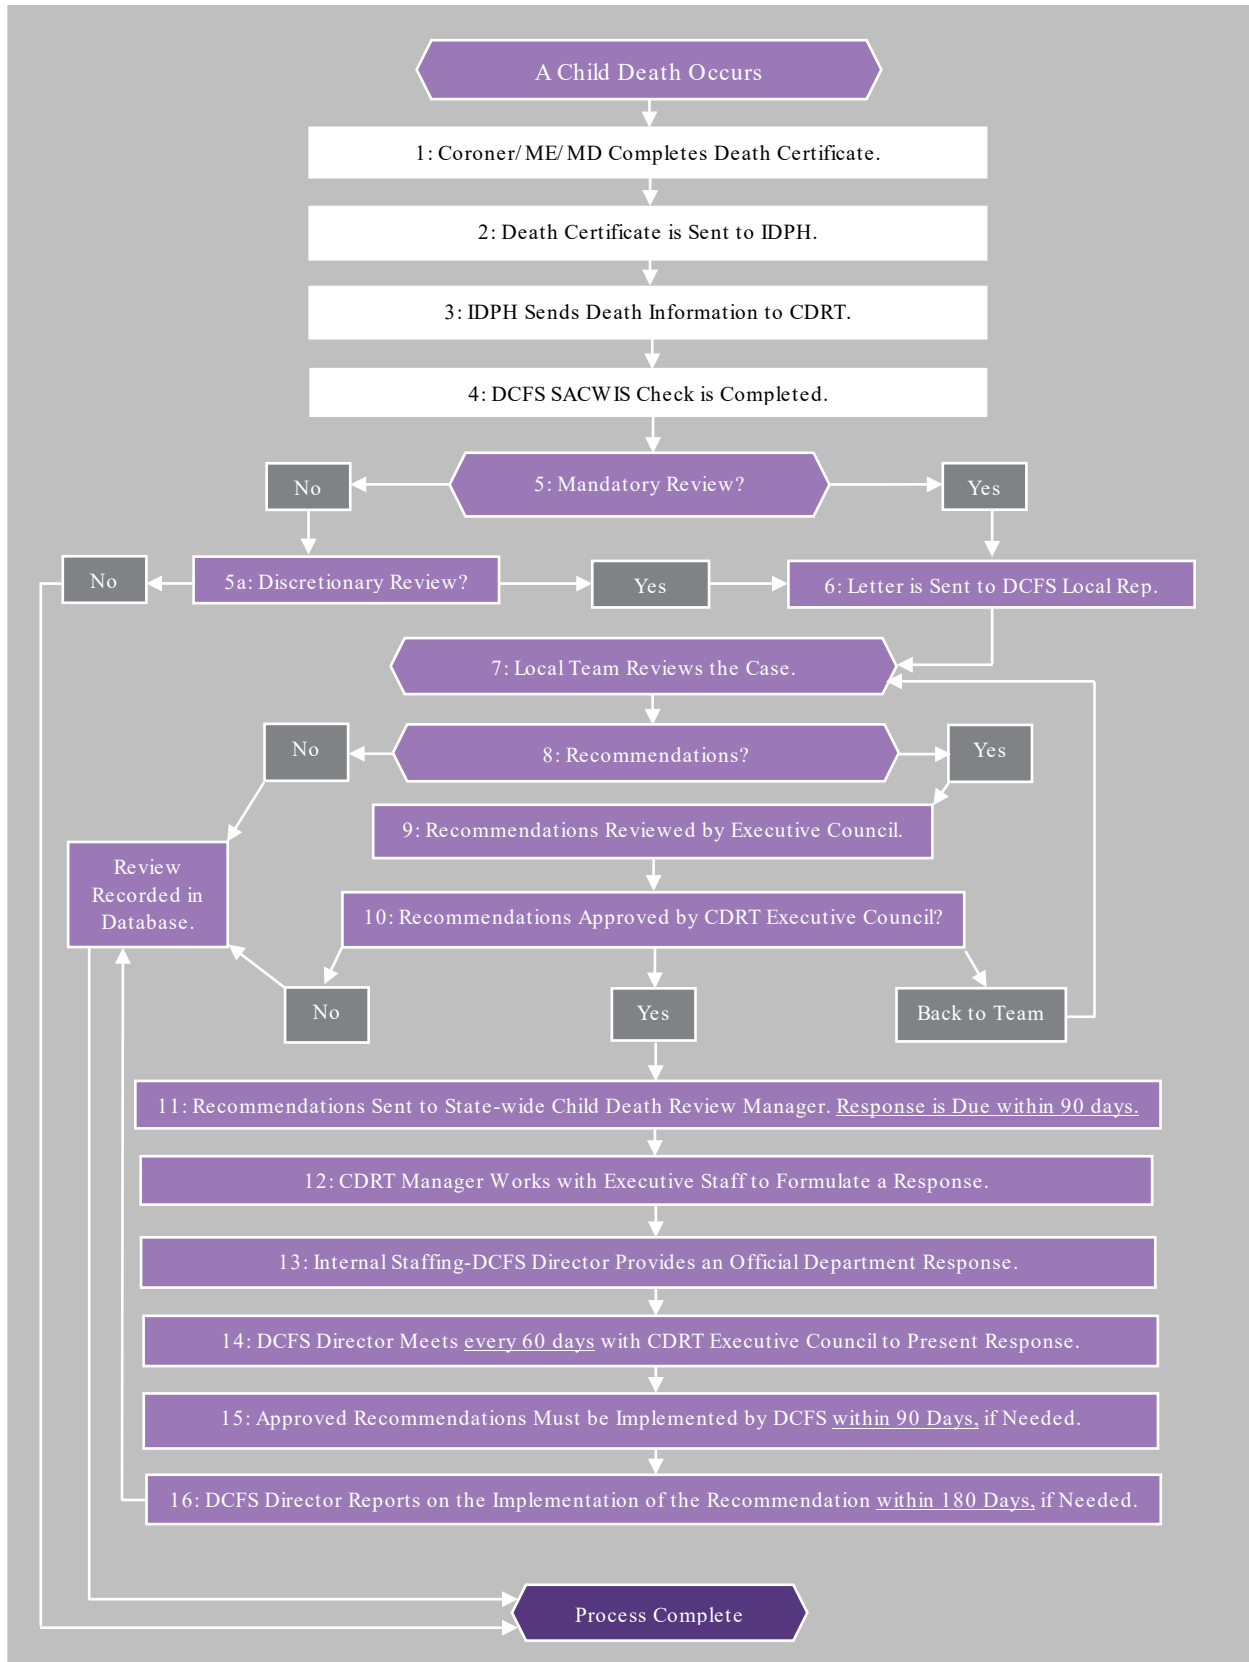 A Child Death Occurs
1: Coroner/ME/MD Completes Death Certificate.
2: Death Certificate is Sent to IDPH.
3: IDPH Sends Death Information to CDRT.
4: DCFS SACWIS Check is Completed.
5: Mandatory Review?
No
Yes
No
5a: Discretionary Review?
Yes
6: Letter is Sent to DCFS Local Rep.
7: Local Team Reviews the Case.
No
8: Recommendations?
Yes
9: Recommendations Reviewed by Executive Council.
Review
Recorded in
Database.
10: Recommendations Approved by CDRT Executive Council?
No
Yes
Back to Team
11: Recommendations Sent to State-wide Child Death Review Manager. Response is Due within 90 days.
12: CDRT Manager Works with Executive Staff to Formulate a Response.
13: Internal Staffing-DCFS Director Provides an Official Department Response.
14: DCFS Director Meets every 60 days with CDRT Executive Council to Present Response.
15: Approved Recommendations Must be Implemented by DCFS within 90 Days, if Needed.
16: DCFS Director Reports on the Implementation of the Recommendation within 180 Days, if Needed.
Process Complete